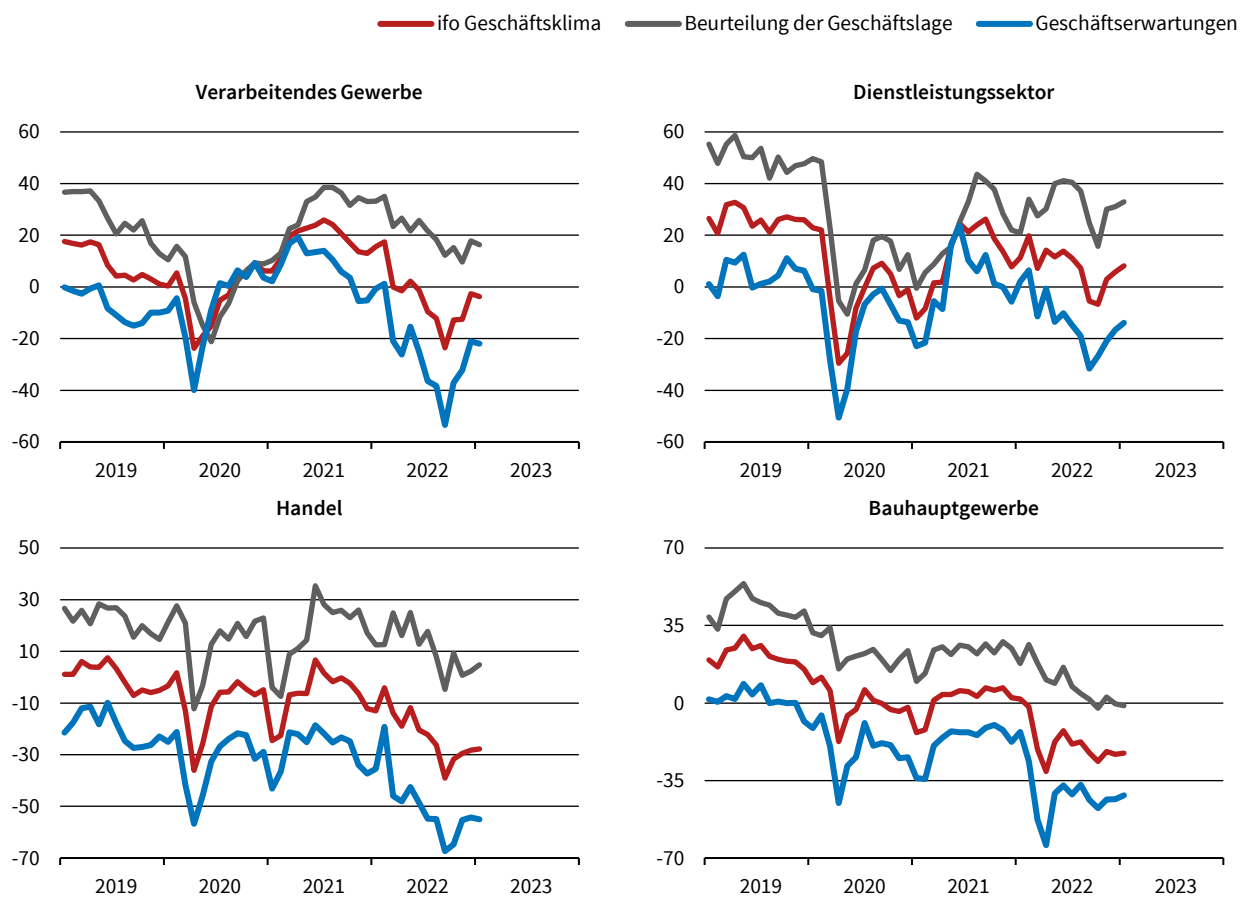 ifo Geschäftsklima Beurteilung der Geschäftslage Geschäftserwartungen
Verarbeitendes Gewerbe
60
40
20
0
-20
-40
-60
2019 2020 2021 2022 2023
Dienstleistungssektor
60
40
20
0
-20
-40
-60
2019 2020 2021 2022 2023
Handel
50
30
10
-10
-30
-50
-70
2019 2020 2021 2022 2023
Bauhauptgewerbe
70
35
0
-35
-70
2019 2020 2021 2022 2023